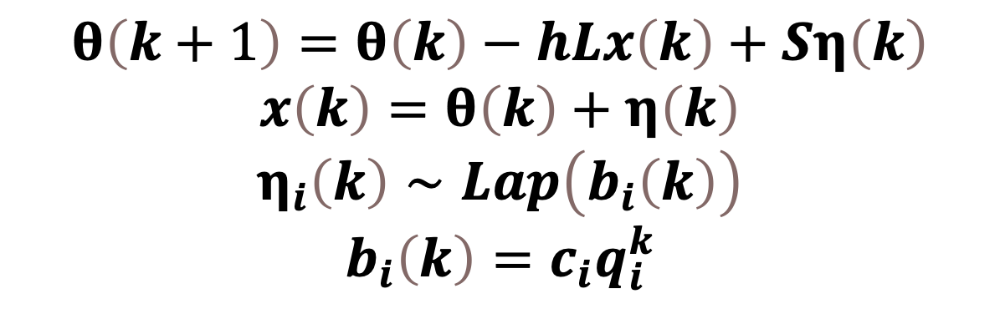 θ(k + 1) = θ(k) − hLx(k) + Sη(k)
x(k) = θ(k) + η(k)
ηᵢ(k) ~ Lap(bᵢ(k))
bᵢ(k) = cᵢqᵢᵏ